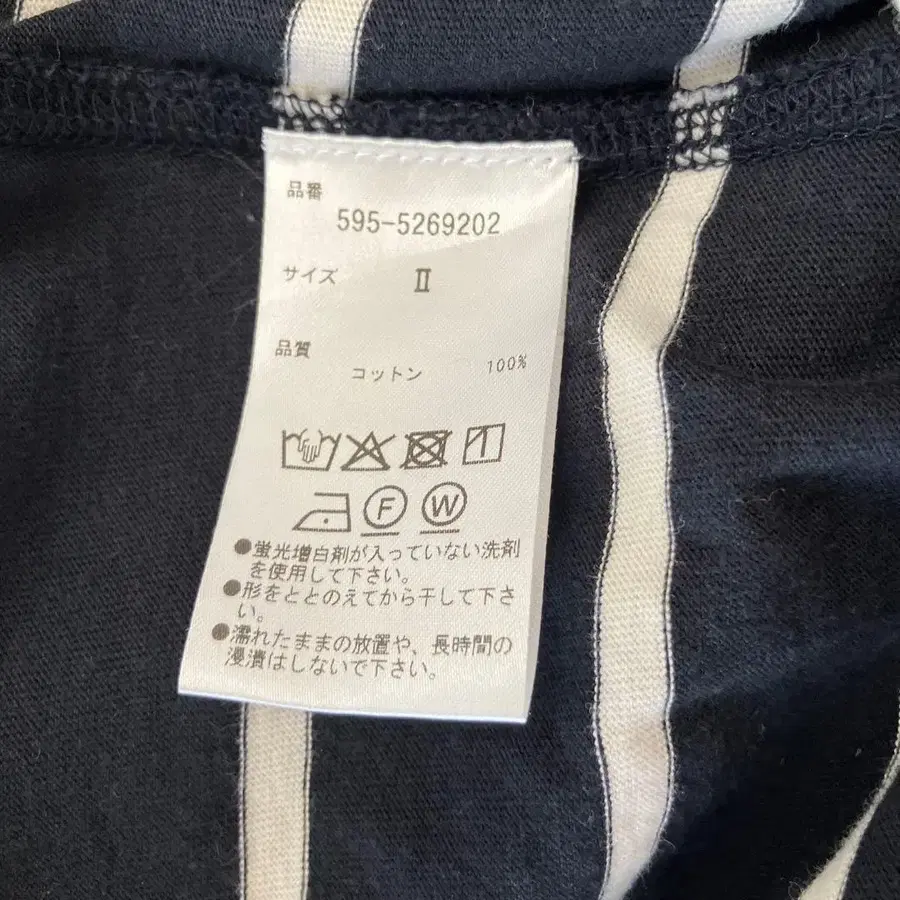 品番
595-5269202
サイズ Ⅱ
品質
コットン 100%
F W
●蛍光増白剤が入っていない洗剤
を使用して下さい。
●形をととのえてから干して下さ
い。
●濡れたままの放置や、長時間の
浸漬はしないで下さい。